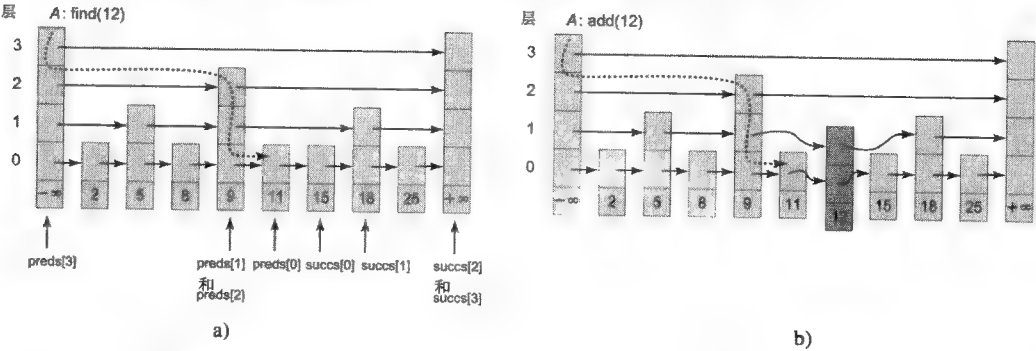 层 A: find(12)
3
2
1
0
-∞ 2 5 8 9 11 15 18 25 +∞
preds[3] preds[1] preds[0] succs[0] succs[1] succs[2]
和 和
preds[2] succs[3]
a)
层 A: add(12)
3
2
1
0
-∞ 2 5 8 9 11 12 15 18 25 +∞
b)